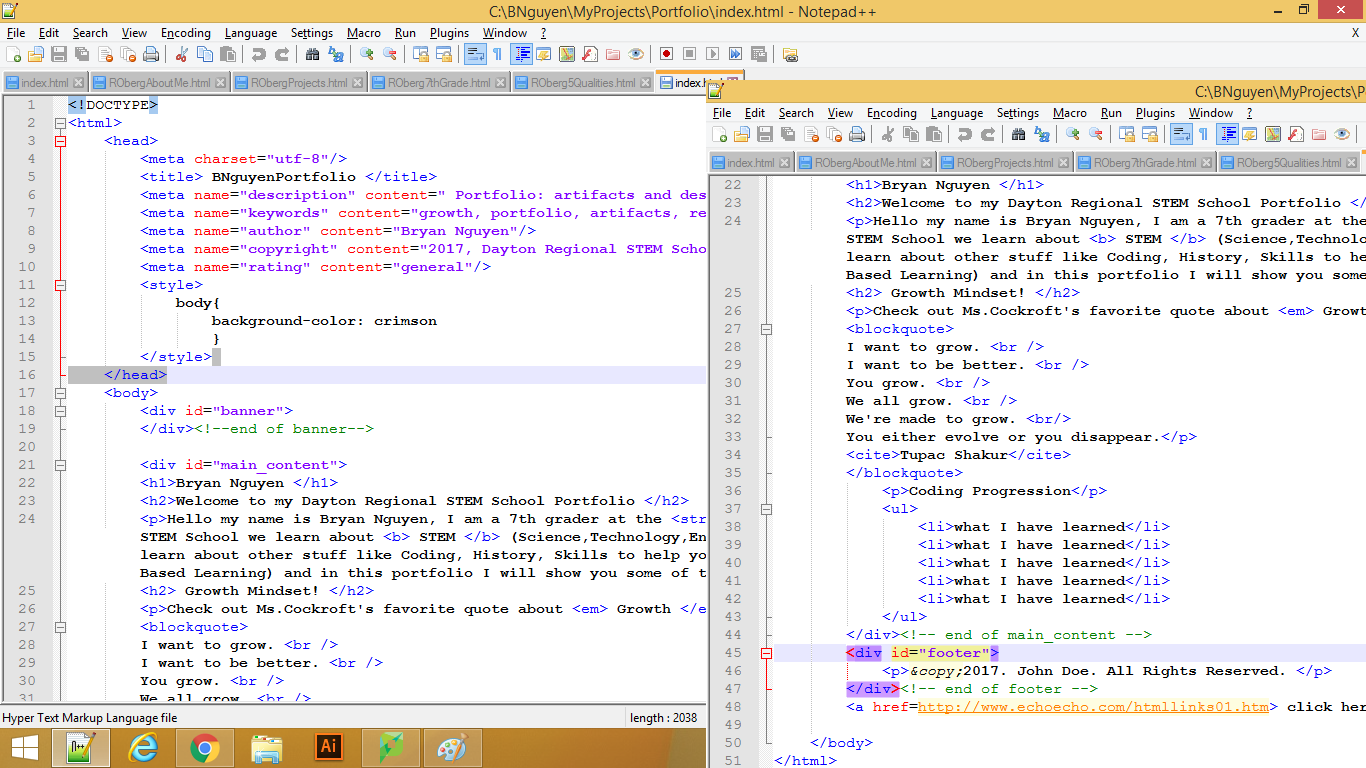 C:\BNguyen\MyProjects\Portfolio\index.html - Notepad++
File Edit Search View Encoding Language Settings Macro Run Plugins Window ? X
index.html RObergAboutMe.html RObergProjects.html ROberg7thGrade.html ROberg5Qualities.html
1 <!DOCTYPE>
2 <html>
3 <head>
4 <meta charset="utf-8"/>
5 <title> BNguyenPortfolio </title>
6 <meta name="description" content=" Portfolio: artifacts and des
7 <meta name="keywords" content="growth, portfolio, artifacts, re
8 <meta name="author" content="Bryan Nguyen"/>
9 <meta name="copyright" content="2017, Dayton Regional STEM Scho
10 <meta name="rating" content="general"/>
11 <style>
12 body{
13 background-color: crimson
14 }
15 </style>
16 </head>
17 <body>
18 <div id="banner">
19 </div><!--end of banner-->
20
21 <div id="main_content">
22 <h1>Bryan Nguyen </h1>
23 <h2>Welcome to my Dayton Regional STEM School Portfolio </h2>
24 <p>Hello my name is Bryan Nguyen, I am a 7th grader at the <str
STEM School we learn about <b> STEM </b> (Science,Technology,En
learn about other stuff like Coding, History, Skills to help yo
Based Learning) and in this portfolio I will show you some of t
25 <h2> Growth Mindset! </h2>
26 <p>Check out Ms.Cockroft's favorite quote about <em> Growth </e
27 <blockquote>
28 I want to grow. <br />
29 I want to be better. <br />
30 You grow. <br />
31 We all grow. <br />
Hyper Text Markup Language file length : 2038
C:\BNguyen\MyProjects\P
File Edit Search View Encoding Language Settings Macro Run Plugins Window ?
index.html RObergAboutMe.html RObergProjects.html ROberg7thGrade.html ROberg5Qualities.html
22 <h1>Bryan Nguyen </h1>
23 <h2>Welcome to my Dayton Regional STEM School Portfolio </
24 <p>Hello my name is Bryan Nguyen, I am a 7th grader at the
STEM School we learn about <b> STEM </b> (Science,Technolo
learn about other stuff like Coding, History, Skills to he
Based Learning) and in this portfolio I will show you some
25 <h2> Growth Mindset! </h2>
26 <p>Check out Ms.Cockroft's favorite quote about <em> Growt
27 <blockquote>
28 I want to grow. <br />
29 I want to be better. <br />
30 You grow. <br />
31 We all grow. <br />
32 We're made to grow. <br/>
33 You either evolve or you disappear.</p>
34 <cite>Tupac Shakur</cite>
35 </blockquote>
36 <p>Coding Progression</p>
37 <ul>
38 <li>what I have learned</li>
39 <li>what I have learned</li>
40 <li>what I have learned</li>
41 <li>what I have learned</li>
42 <li>what I have learned</li>
43 </ul>
44 </div><!-- end of main_content -->
45 <div id="footer">
46 <p>&copy;2017. John Doe. All Rights Reserved. </p>
47 </div><!-- end of footer -->
48 <a href=http://www.echoecho.com/htmllinks01.htm> click her
49
50 </body>
51 </html>
Ai